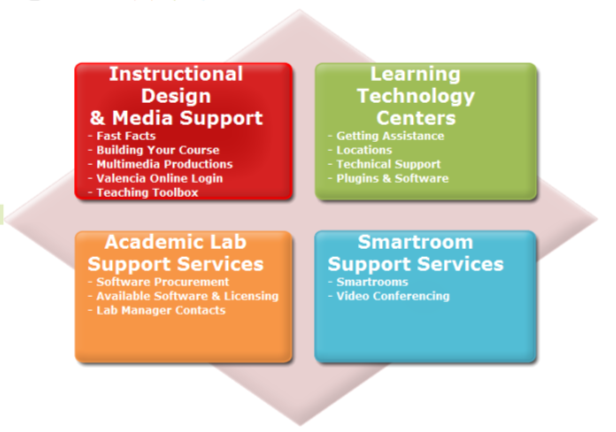 Instructional
Design
& Media Support
- Fast Facts
- Building Your Course
- Multimedia Productions
- Valencia Online Login
- Teaching Toolbox
Learning
Technology
Centers
- Getting Assistance
- Locations
- Technical Support
- Plugins & Software
Academic Lab
Support Services
- Software Procurement
- Available Software & Licensing
- Lab Manager Contacts
Smartroom
Support Services
- Smartrooms
- Video Conferencing